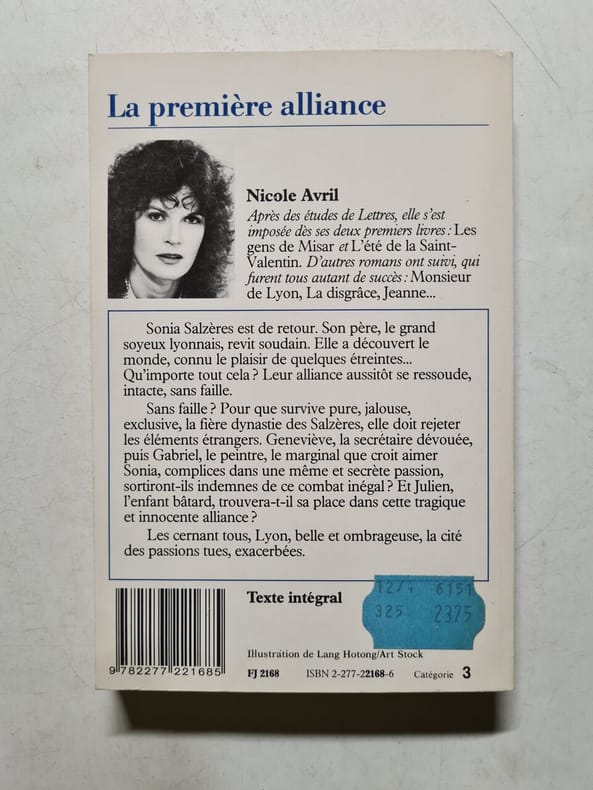 La première alliance
Nicole Avril
Après des études de Lettres, elle s'est
imposée dès ses deux premiers livres : Les
gens de Misar et L'été de la Saint-
Valentin. D'autres romans ont suivi, qui
furent tous autant de succès : Monsieur
de Lyon, La disgrâce, Jeanne...
Sonia Salzères est de retour. Son père, le grand
soyeux lyonnais, revit soudain. Elle a découvert le
monde, connu le plaisir de quelques étreintes...
Qu'importe tout cela ? Leur alliance aussitôt se ressoude,
intacte, sans faille.
Sans faille ? Pour que survive pure, jalouse,
exclusive, la fière dynastie des Salzères, elle doit rejeter
les éléments étrangers. Geneviève, la secrétaire dévouée,
puis Gabriel, le peintre, le marginal que croit aimer
Sonia, complices dans une même et secrète passion,
sortiront-ils indemnes de ce combat inégal ? Et Julien,
l'enfant bâtard, trouvera-t-il sa place dans cette tragique
et innocente alliance ?
Les cernant tous, Lyon, belle et ombrageuse, la cité
des passions tues, exacerbées.
Texte intégral
12/4 6151
325 2375
Illustration de Lang Hotong/Art Stock
9 782277 221685
FJ 2168 ISBN 2-277-22168-6 Catégorie 3